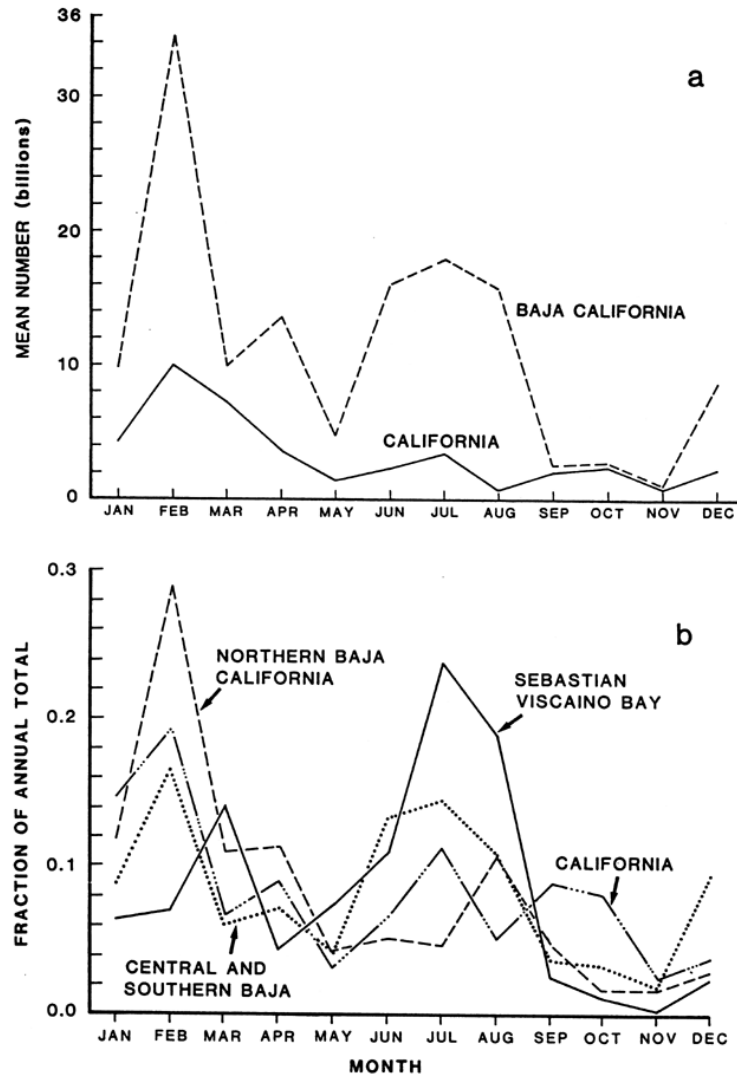 36
a
30
MEAN NUMBER (billions)
20
BAJA CALIFORNIA
10
CALIFORNIA
0
JAN FEB MAR APR MAY JUN JUL AUG SEP OCT NOV DEC
0.3
b
NORTHERN BAJA
CALIFORNIA
SEBASTIAN
VISCAINO BAY
0.2
FRACTION OF ANNUAL TOTAL
0.1
CALIFORNIA
CENTRAL AND
SOUTHERN BAJA
0.0
JAN FEB MAR APR MAY JUN JUL AUG SEP OCT NOV DEC
MONTH